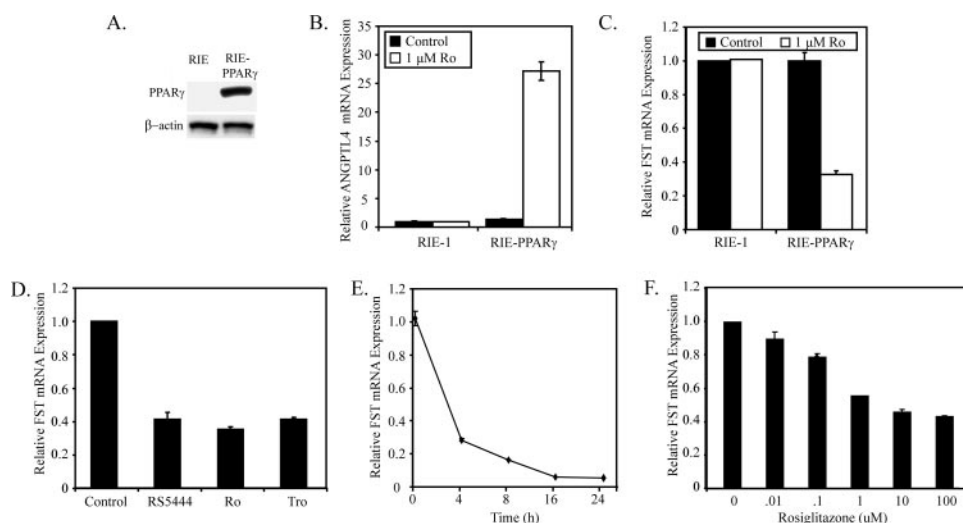 A.
RIE
RIE-
PPARγ
PPARγ
β-actin
B.
Relative ANGPTL4 mRNA Expression
35
30
25
20
15
10
5
0
Control
1 μM Ro
RIE-1
RIE-PPARγ
C.
Relative FST mRNA Expression
1.2
1.0
0.8
0.6
0.4
0.2
0
Control
1 μM Ro
RIE-1
RIE-PPARγ
D.
Relative FST mRNA Expression
1.2
1.0
0.8
0.6
0.4
0.2
0
Control
RS5444
Ro
Tro
E.
Relative FST mRNA Expression
1.2
1.0
0.8
0.6
0.4
0.2
0
0
4
8
16
24
Time (h)
F.
Relative FST mRNA Expression
1.2
1.0
0.8
0.6
0.4
0.2
0
.01
.1
1
10
100
Rosiglitazone (uM)